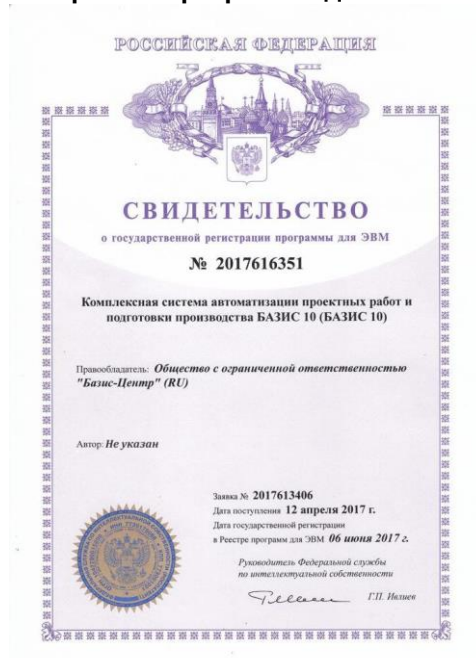 РОССИЙСКАЯ ФЕДЕРАЦИЯ
СВИДЕТЕЛЬСТВО
о государственной регистрации программы для ЭВМ
№ 2017616351
Комплексная система автоматизации проектных работ и
подготовки производства БАЗИС 10 (БАЗИС 10)
Правообладатель: Общество с ограниченной ответственностью
"Базис-Центр" (RU)
Автор: Не указан
Заявка № 2017613406
Дата поступления 12 апреля 2017 г.
Дата государственной регистрации
в Реестре программ для ЭВМ 06 июня 2017 г.
Руководитель Федеральной службы
по интеллектуальной собственности
Г.П. Ивлиев